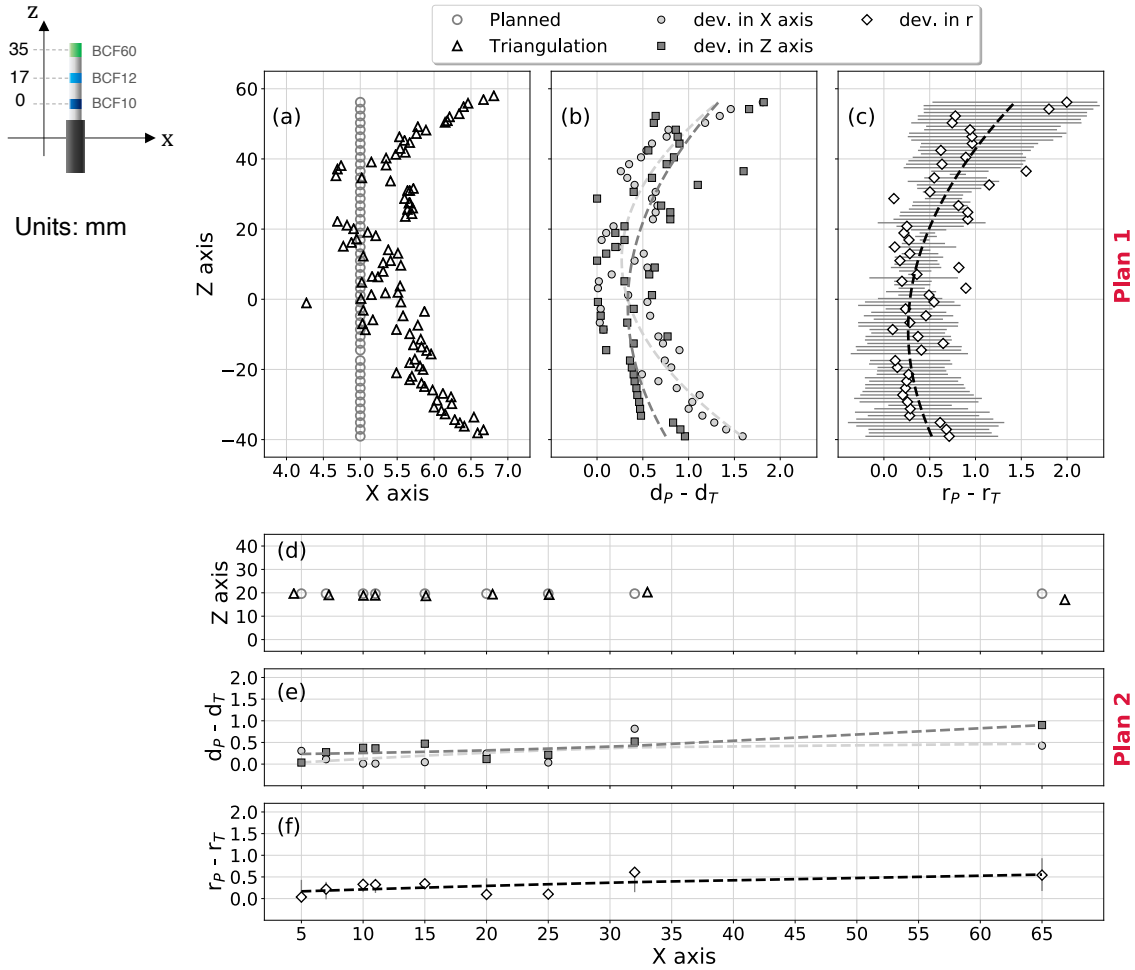 Planned
Triangulation
dev. in X axis
dev. in Z axis
dev. in r
z
35
17
0
BCF60
BCF12
BCF10
x
Units: mm
(a)
(b)
(c)
60
40
20
0
−20
−40
Z axis
4.0 4.5 5.0 5.5 6.0 6.5 7.0
X axis
0.0 0.5 1.0 1.5 2.0
d_P - d_T
0.0 0.5 1.0 1.5 2.0
r_P - r_T
Plan 1
(d)
40
30
20
10
0
Z axis
(e)
2.0
1.5
1.0
0.5
0.0
d_P - d_T
Plan 2
(f)
2.0
1.5
1.0
0.5
0.0
r_P - r_T
5 10 15 20 25 30 35 40 45 50 55 60 65
X axis